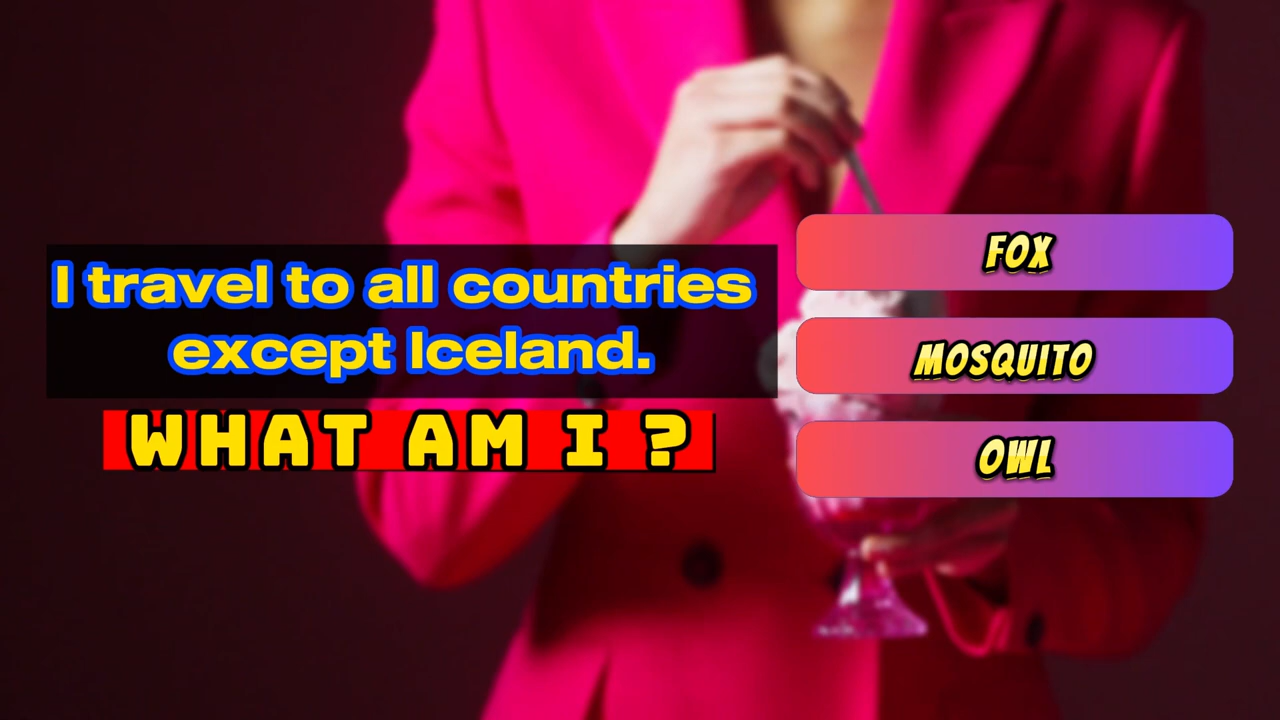 I travel to all countries
except Iceland.
WHAT AM I ?
FOX
MOSQUITO
OWL